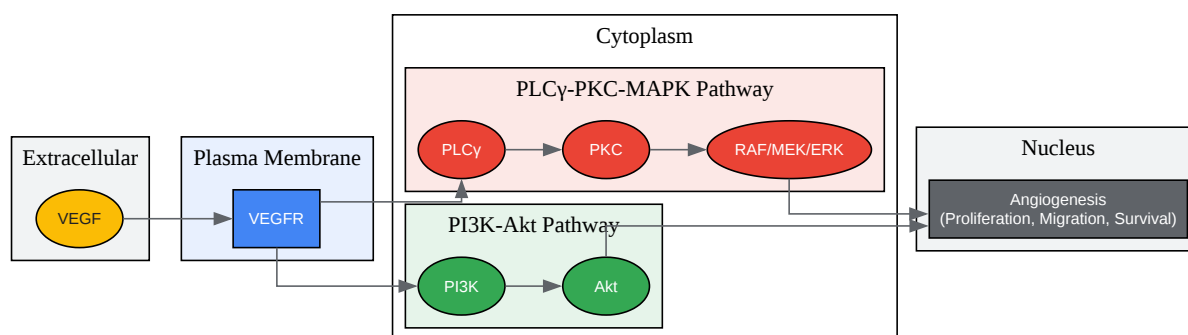 Cytoplasm
PLCγ-PKC-MAPK Pathway
PLCγ
PKC
RAF/MEK/ERK
Extracellular
VEGF
Plasma Membrane
VEGFR
PI3K-Akt Pathway
PI3K
Akt
Nucleus
Angiogenesis
(Proliferation, Migration, Survival)